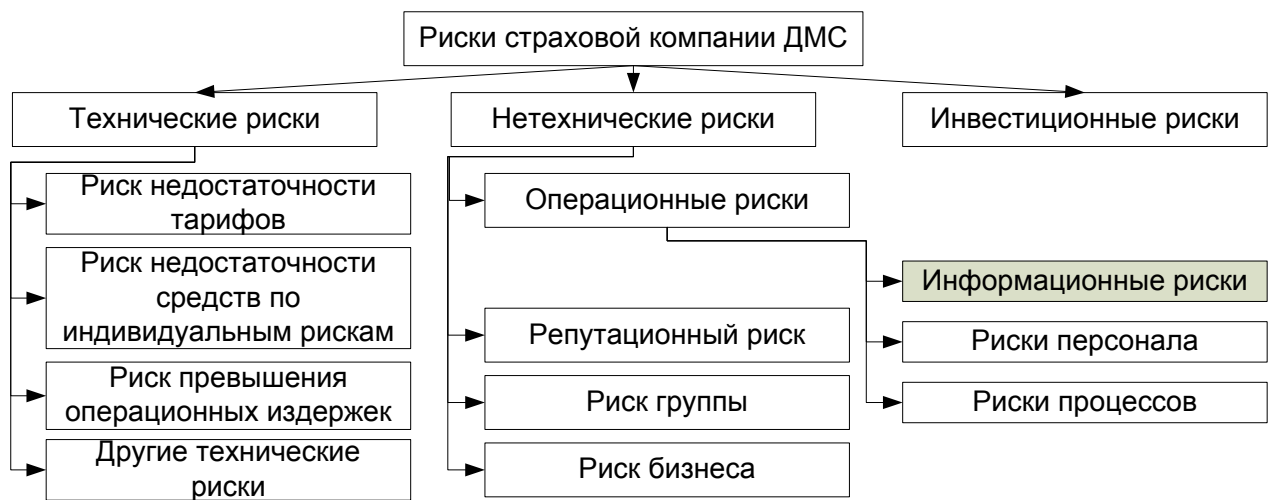 Риски страховой компании ДМС
Технические риски
Нетехнические риски
Инвестиционные риски
Риск недостаточности
тарифов
Риск недостаточности
средств по
индивидуальным рискам
Риск превышения
операционных издержек
Другие технические
риски
Операционные риски
Репутационный риск
Риск группы
Риск бизнеса
Информационные риски
Риски персонала
Риски процессов